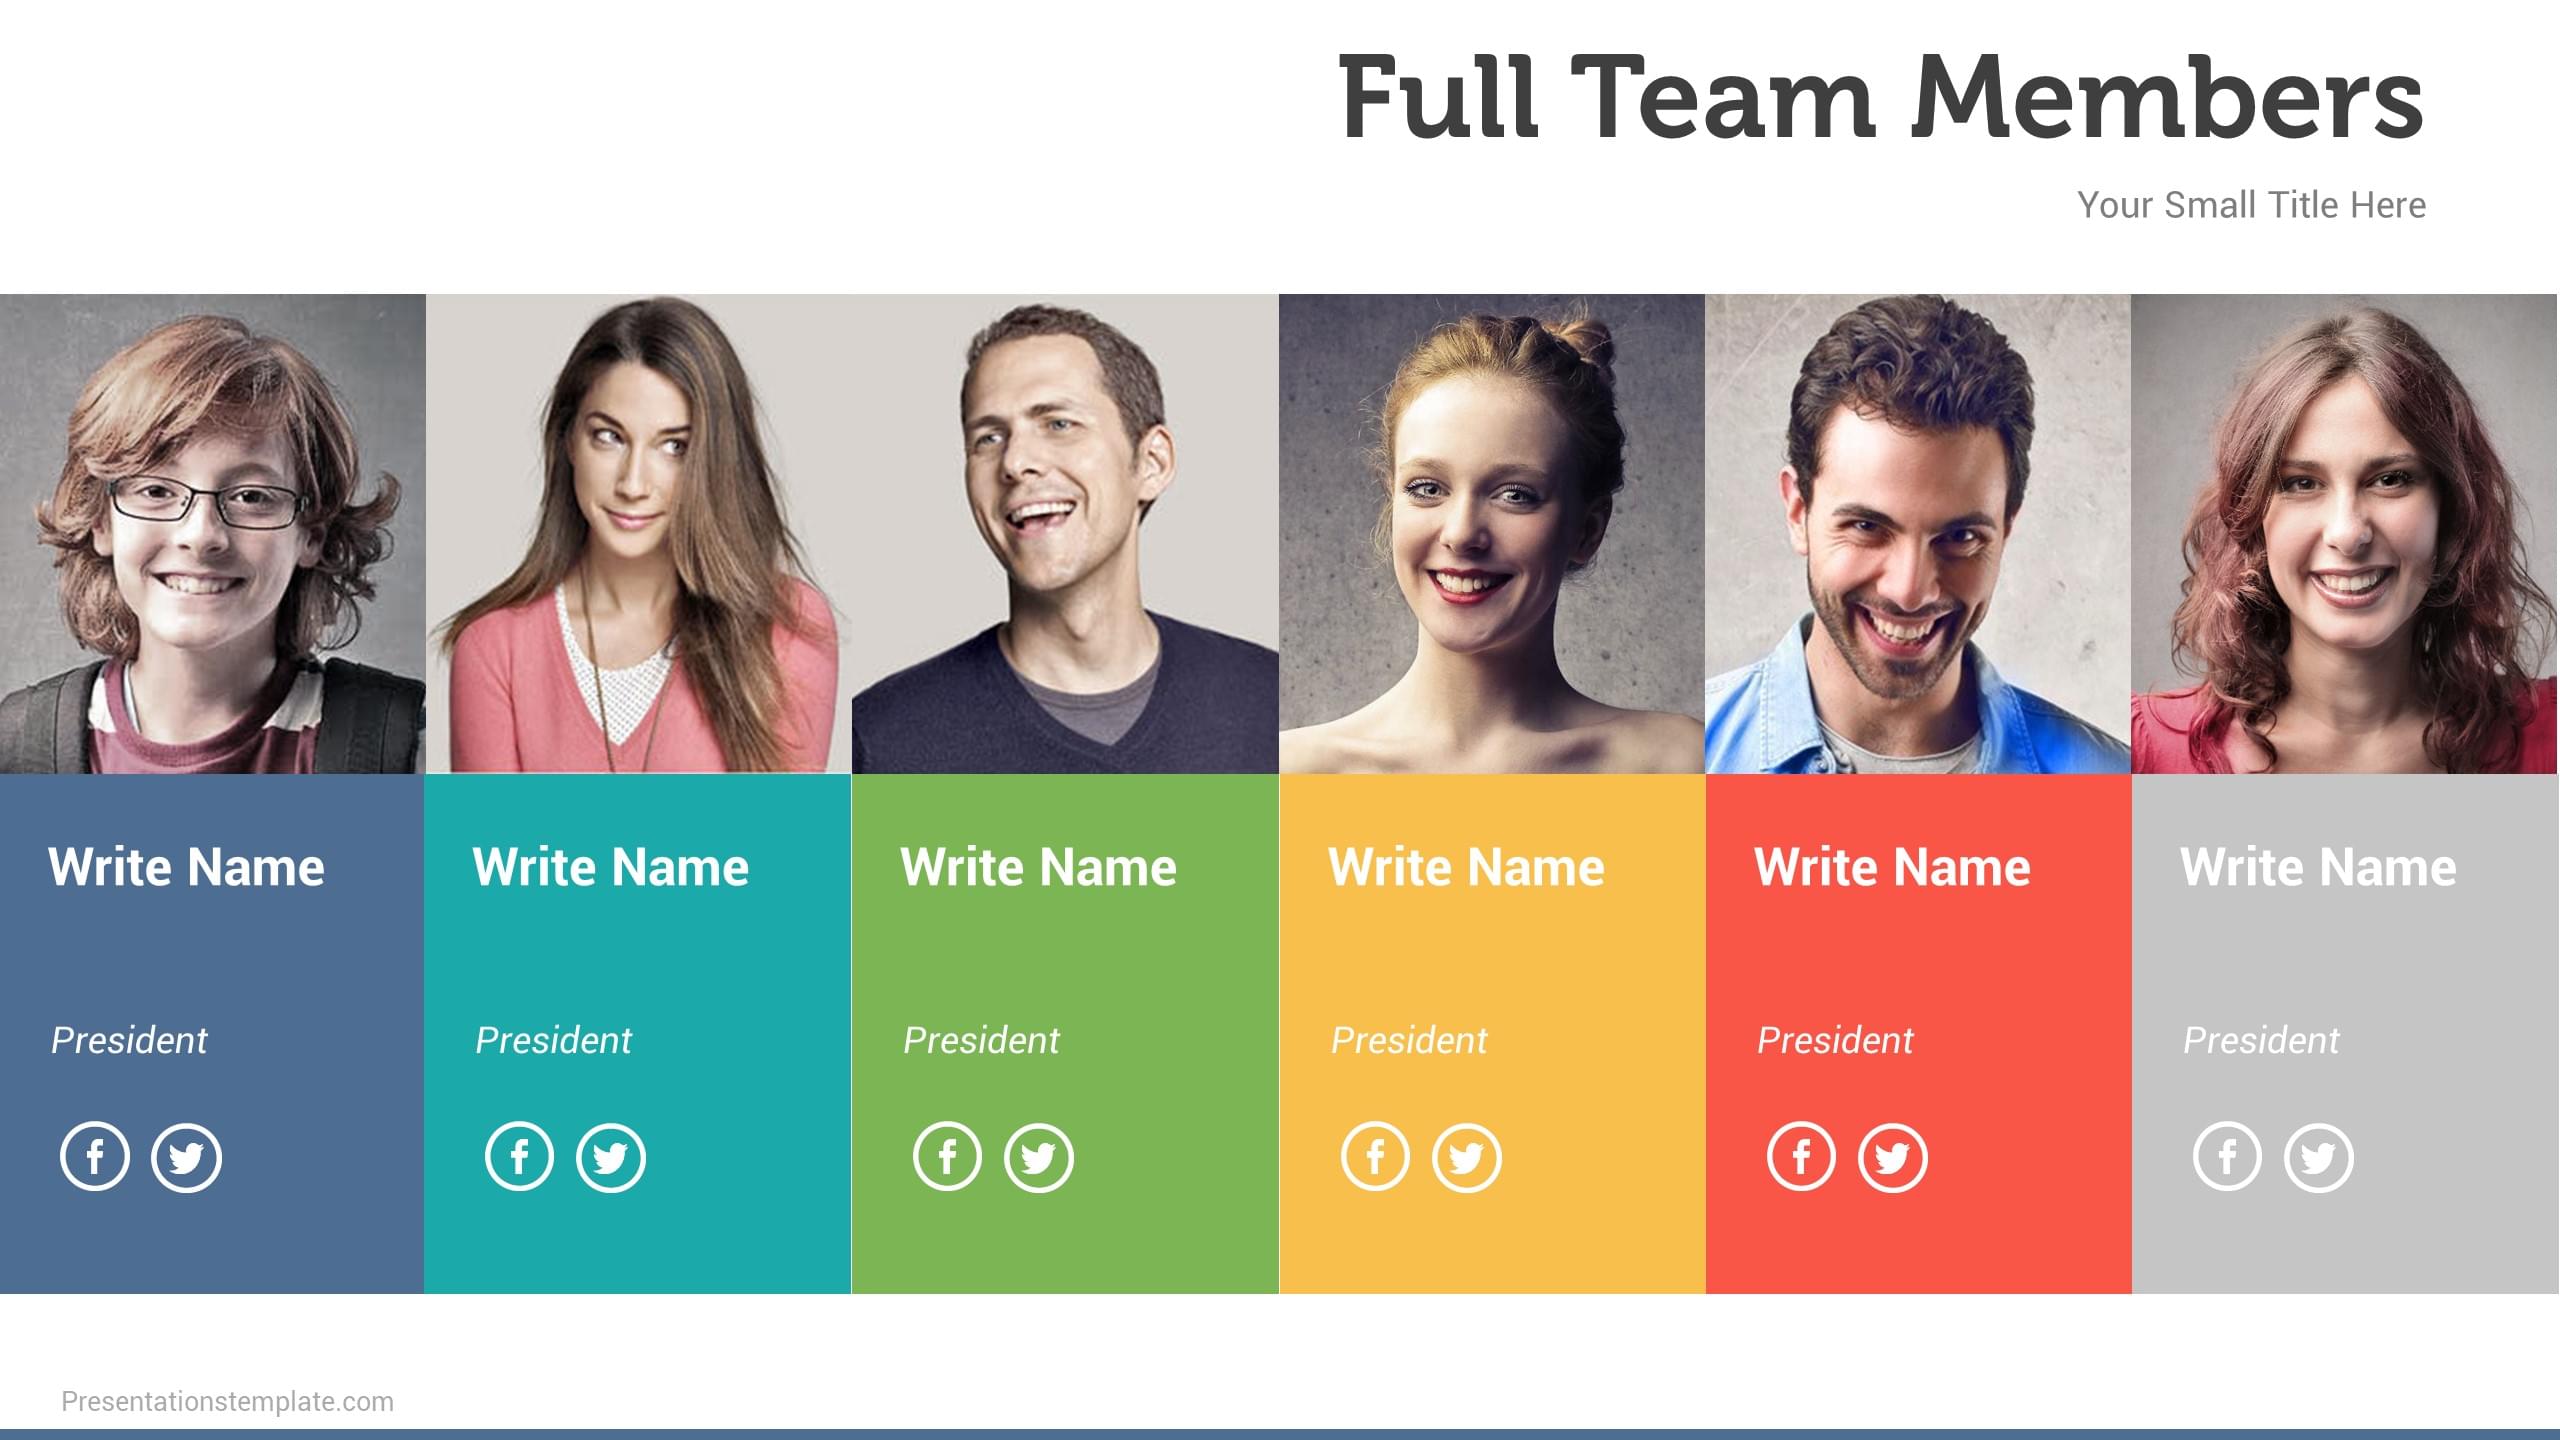 Full Team Members
Your Small Title Here
Write Name
Write Name
Write Name
Write Name
Write Name
Write Name
President
President
President
President
President
President
Presentationstemplate.com